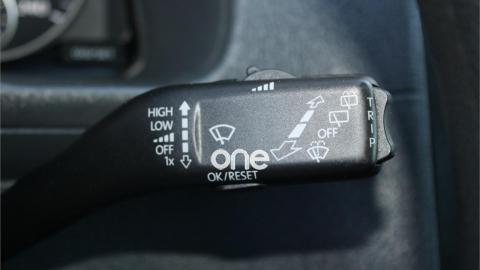 HIGH
LOW
OFF
1x
one
OK/RESET
OFF
TRIP